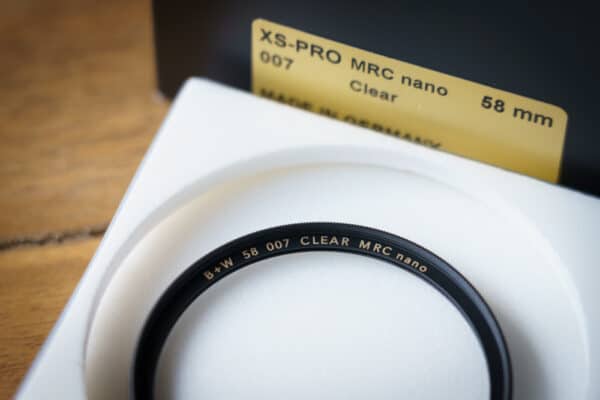 XS-PRO MRC nano 58 mm
007 Clear
MADE IN GERMANY
B+W 58 007 CLEAR MRC nano